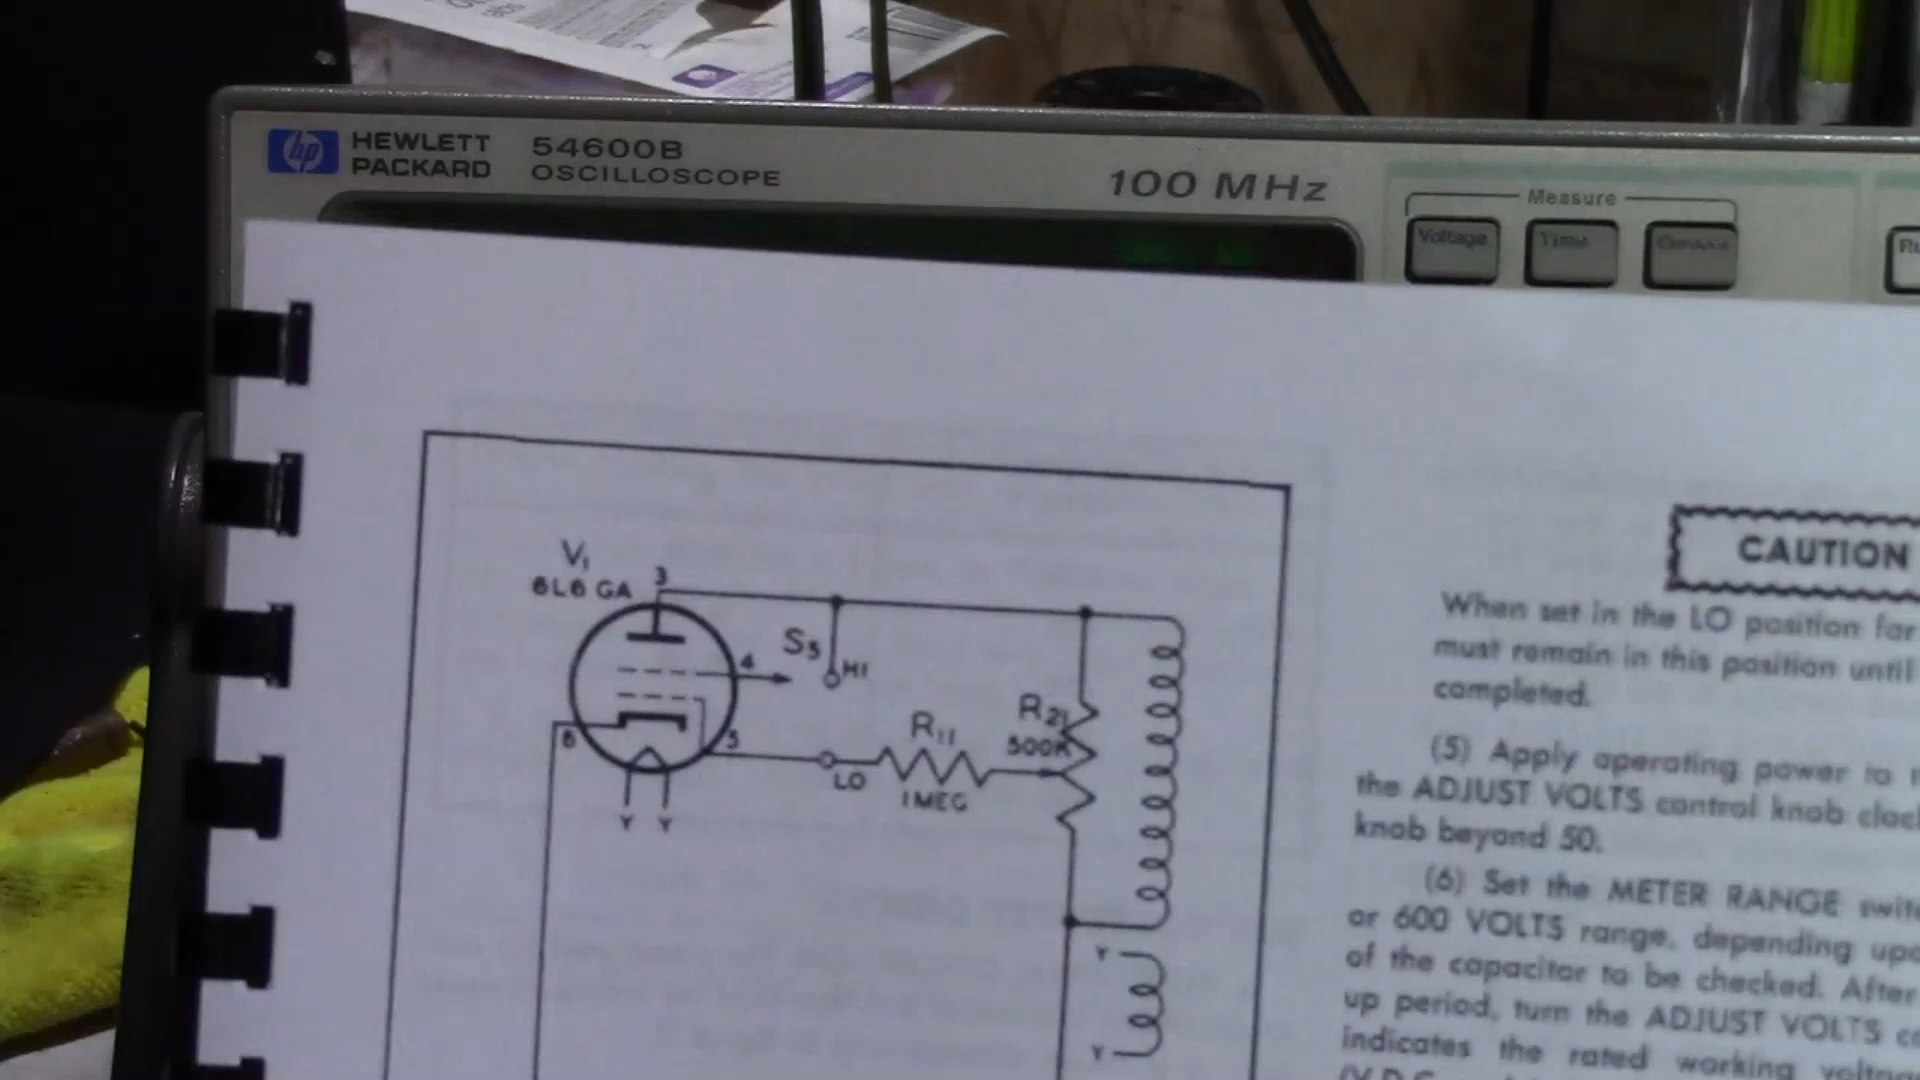 hp HEWLETT PACKARD
54600B
OSCILLOSCOPE
100 MHz
Measure
Voltage Time
V1
6L6 GA
3
4
S5
HI
8
5
LO
R11
1MEG
R21
500K
Y Y
Y
Y
CAUTION
When set in the LO position for
must remain in this position until
completed.
(5) Apply operating power to
the ADJUST VOLTS control knob
knob beyond 50.
(6) Set the METER RANGE
or 600 VOLTS range, depending
of the capacitor to be checked. After
up period, turn the ADJUST VOLTS
indicates the rated working